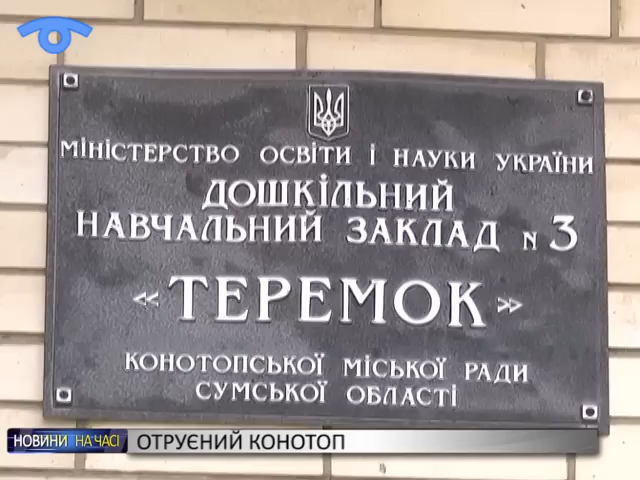 МІНІСТЕРСТВО ОСВІТИ І НАУКИ УКРАЇНИ
ДОШКІЛЬНИЙ
НАВЧАЛЬНИЙ ЗАКЛАД N 3
« ТЕРЕМОК »
КОНОТОПСЬКОЇ МІСЬКОЇ РАДИ
СУМСЬКОЇ ОБЛАСТІ
НОВИНИ НА ЧАСІ ОТРУЄНИЙ КОНОТОП